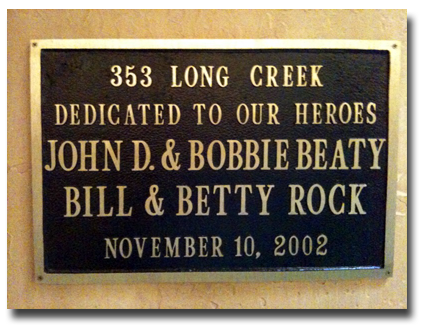 353 LONG CREEK
DEDICATED TO OUR HEROES
JOHN D. & BOBBIE BEATY
BILL & BETTY ROCK
NOVEMBER 10, 2002